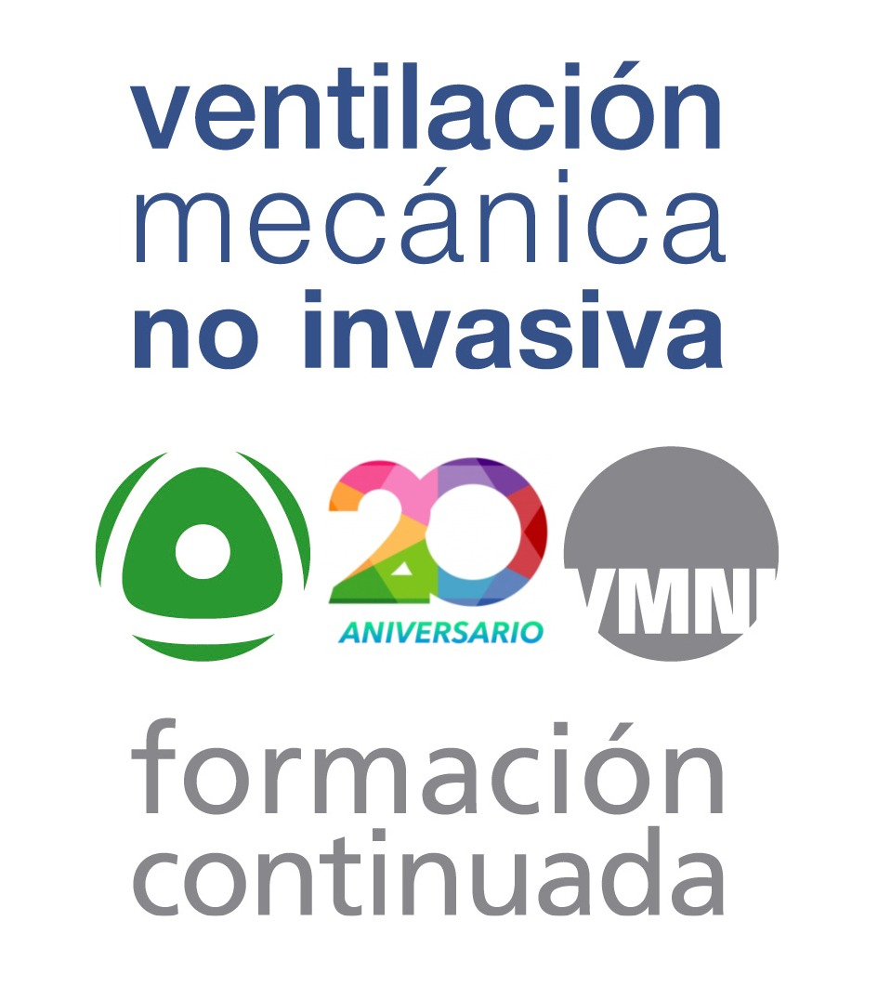 ventilación
mecánica
no invasiva
20
ANIVERSARIO
VMNI
formación
continuada